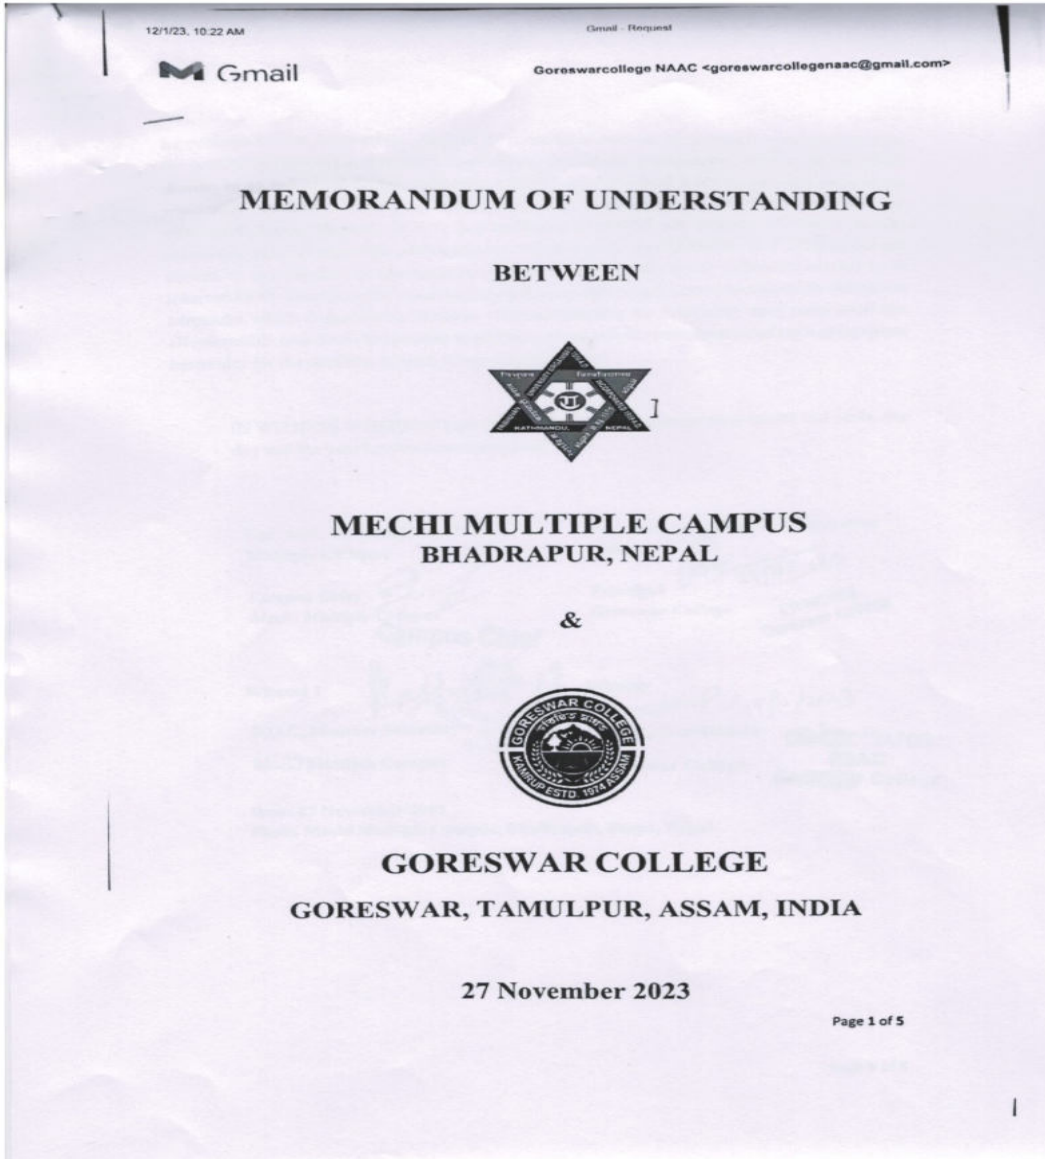 12/1/23, 10:22 AM
Gmail - Request
Gmail
Goreswarcollege NAAC <goreswarcollegenaac@gmail.com>
MEMORANDUM OF UNDERSTANDING
BETWEEN
KATHMANDU, NEPAL
MECHI MULTIPLE CAMPUS
BHADRAPUR, NEPAL
&
GORESWAR COLLEGE
KAMRUP ESTD. 1974 ASSAM
GORESWAR COLLEGE
GORESWAR, TAMULPUR, ASSAM, INDIA
27 November 2023
Page 1 of 5